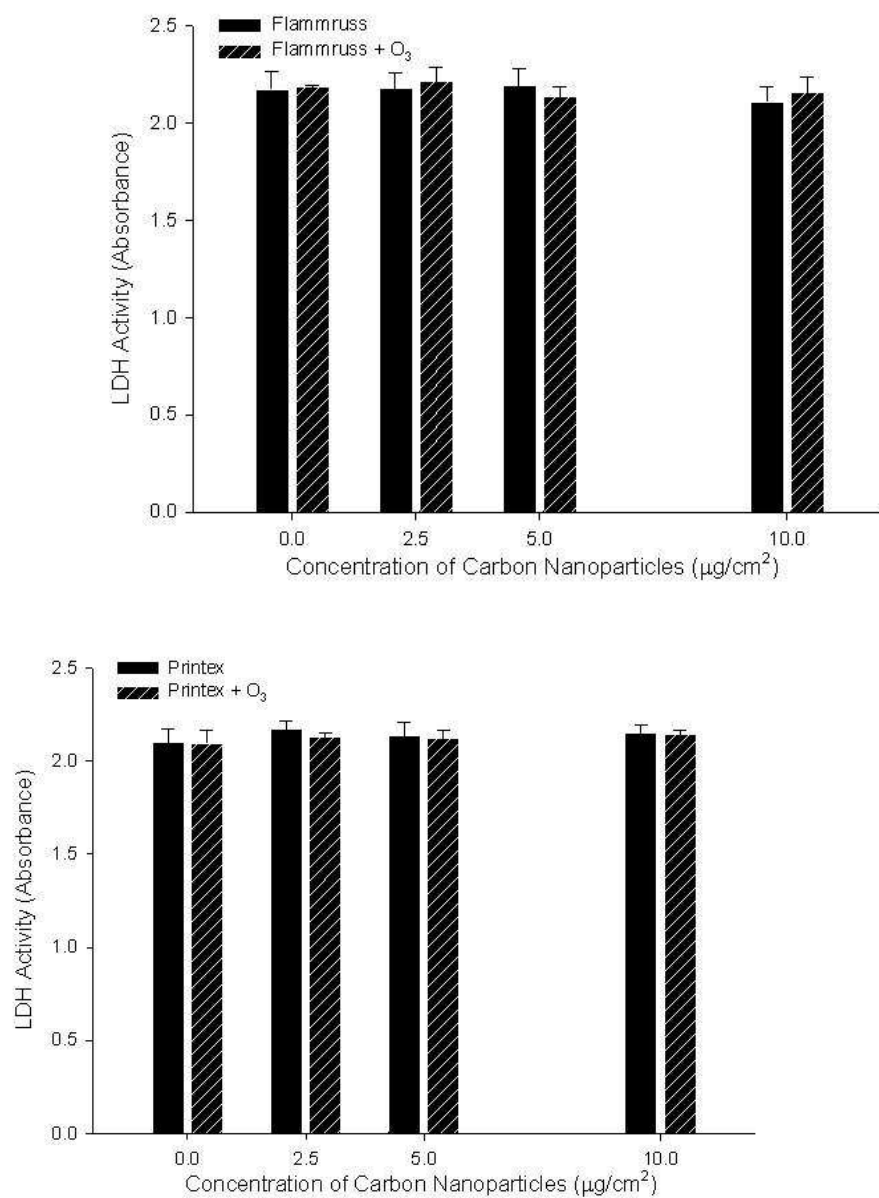 Flammruss
Flammruss + O₃
2.5
2.0
1.5
1.0
0.5
0.0
LDH Activity (Absorbance)
0.0 2.5 5.0 10.0
Concentration of Carbon Nanoparticles (µg/cm²)
Printex
Printex + O₃
2.5
2.0
1.5
1.0
0.5
0.0
LDH Activity (Absorbance)
0.0 2.5 5.0 10.0
Concentration of Carbon Nanoparticles (µg/cm²)